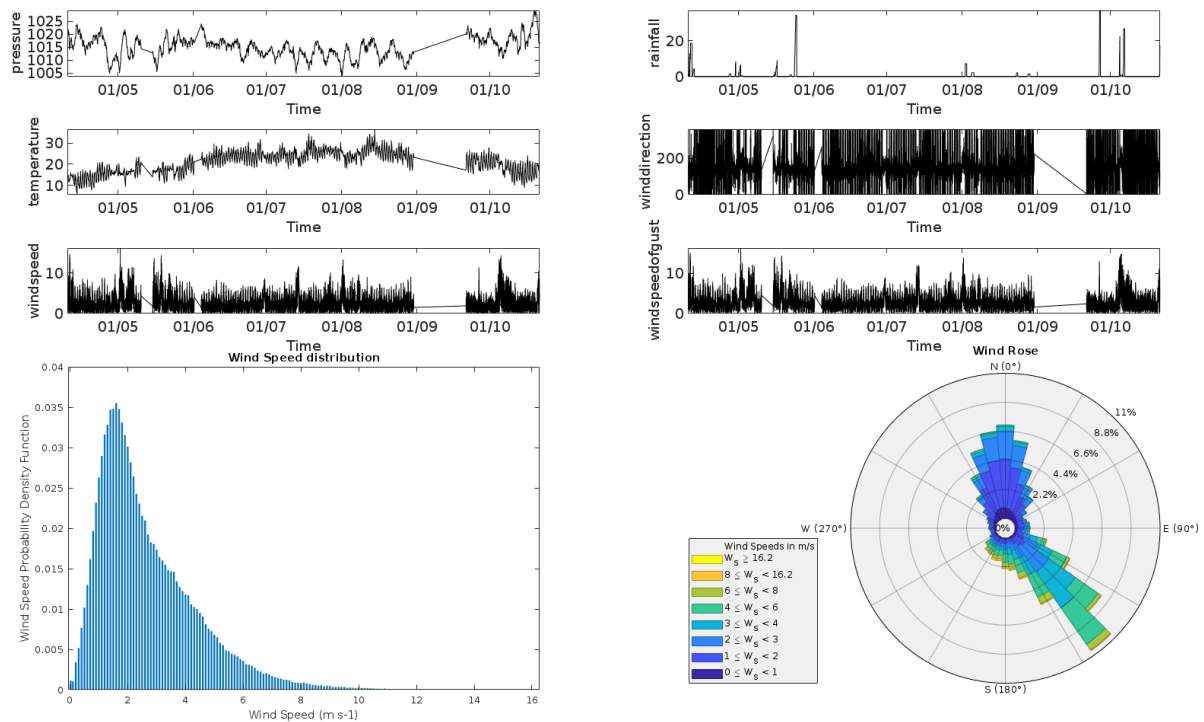 pressure
1025
1020
1015
1010
1005
01/05 01/06 01/07 01/08 01/09 01/10
Time
rainfall
20
0
01/05 01/06 01/07 01/08 01/09 01/10
Time
temperature
30
20
10
01/05 01/06 01/07 01/08 01/09 01/10
Time
winddirection
200
0
01/05 01/06 01/07 01/08 01/09 01/10
Time
windspeed
10
0
01/05 01/06 01/07 01/08 01/09 01/10
Time
windspeedofgust
10
0
01/05 01/06 01/07 01/08 01/09 01/10
Time
Wind Speed distribution
Wind Speed Probability Density Function
0.04
0.035
0.03
0.025
0.02
0.015
0.01
0.005
0
0 2 4 6 8 10 12 14 16
Wind Speed (m s-1)
Wind Rose
N (0°)
11%
8.8%
6.6%
4.4%
2.2%
0%
W (270°)
E (90°)
S (180°)
Wind Speeds in m/s
W_S ≥ 16.2
8 ≤ W_S < 16.2
6 ≤ W_S < 8
4 ≤ W_S < 6
3 ≤ W_S < 4
2 ≤ W_S < 3
1 ≤ W_S < 2
0 ≤ W_S < 1